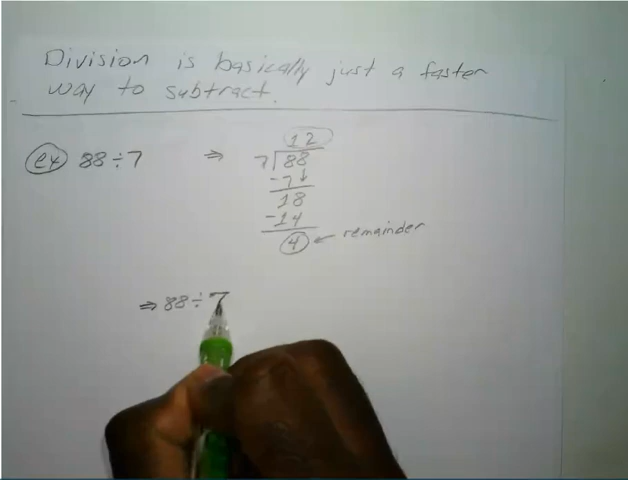 Division is basically just a faster
way to subtract.
ex 88÷7 ⇒
12
7 88
-7↓
18
-14
4 ← remainder
⇒ 88÷7